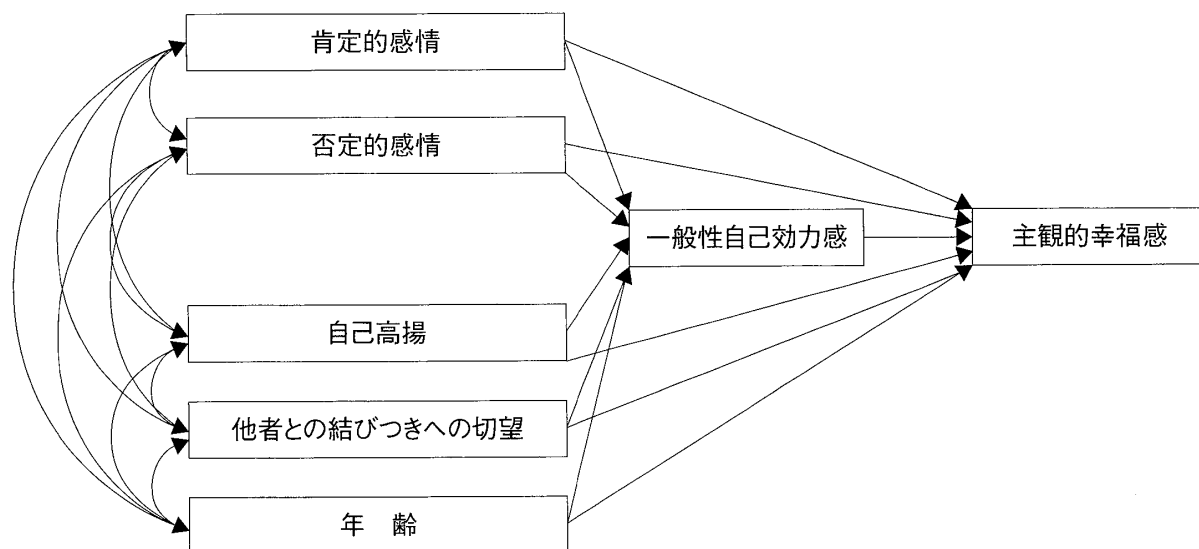 肯定的感情
否定的感情
一般性自己効力感
主観的幸福感
自己高揚
他者との結びつきへの切望
年　齢